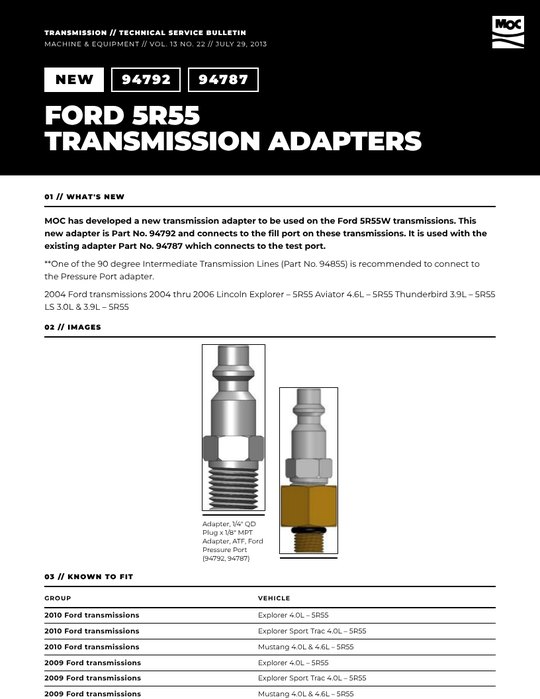 TRANSMISSION // TECHNICAL SERVICE BULLETIN
MACHINE & EQUIPMENT // VOL. 13 NO. 22 // JULY 29, 2013
MOC
NEW
94792
94787
FORD 5R55
TRANSMISSION ADAPTERS
01 // WHAT'S NEW
MOC has developed a new transmission adapter to be used on the Ford 5R55W transmissions. This
new adapter is Part No. 94792 and connects to the fill port on these transmissions. It is used with the
existing adapter Part No. 94787 which connects to the test port.
**One of the 90 degree Intermediate Transmission Lines (Part No. 94855) is recommended to connect to
the Pressure Port adapter.
2004 Ford transmissions 2004 thru 2006 Lincoln Explorer – 5R55 Aviator 4.6L – 5R55 Thunderbird 3.9L – 5R55
LS 3.0L & 3.9L – 5R55
02 // IMAGES
Adapter, 1/4" QD
Plug x 1/8" MPT
Adapter, ATF, Ford
Pressure Port
(94792, 94787)
03 // KNOWN TO FIT
GROUP
VEHICLE
2010 Ford transmissions
Explorer 4.0L – 5R55
2010 Ford transmissions
Explorer Sport Trac 4.0L – 5R55
2010 Ford transmissions
Mustang 4.0L & 4.6L – 5R55
2009 Ford transmissions
Explorer 4.0L – 5R55
2009 Ford transmissions
Explorer Sport Trac 4.0L – 5R55
2009 Ford transmissions
Mustang 4.0L & 4.6L – 5R55